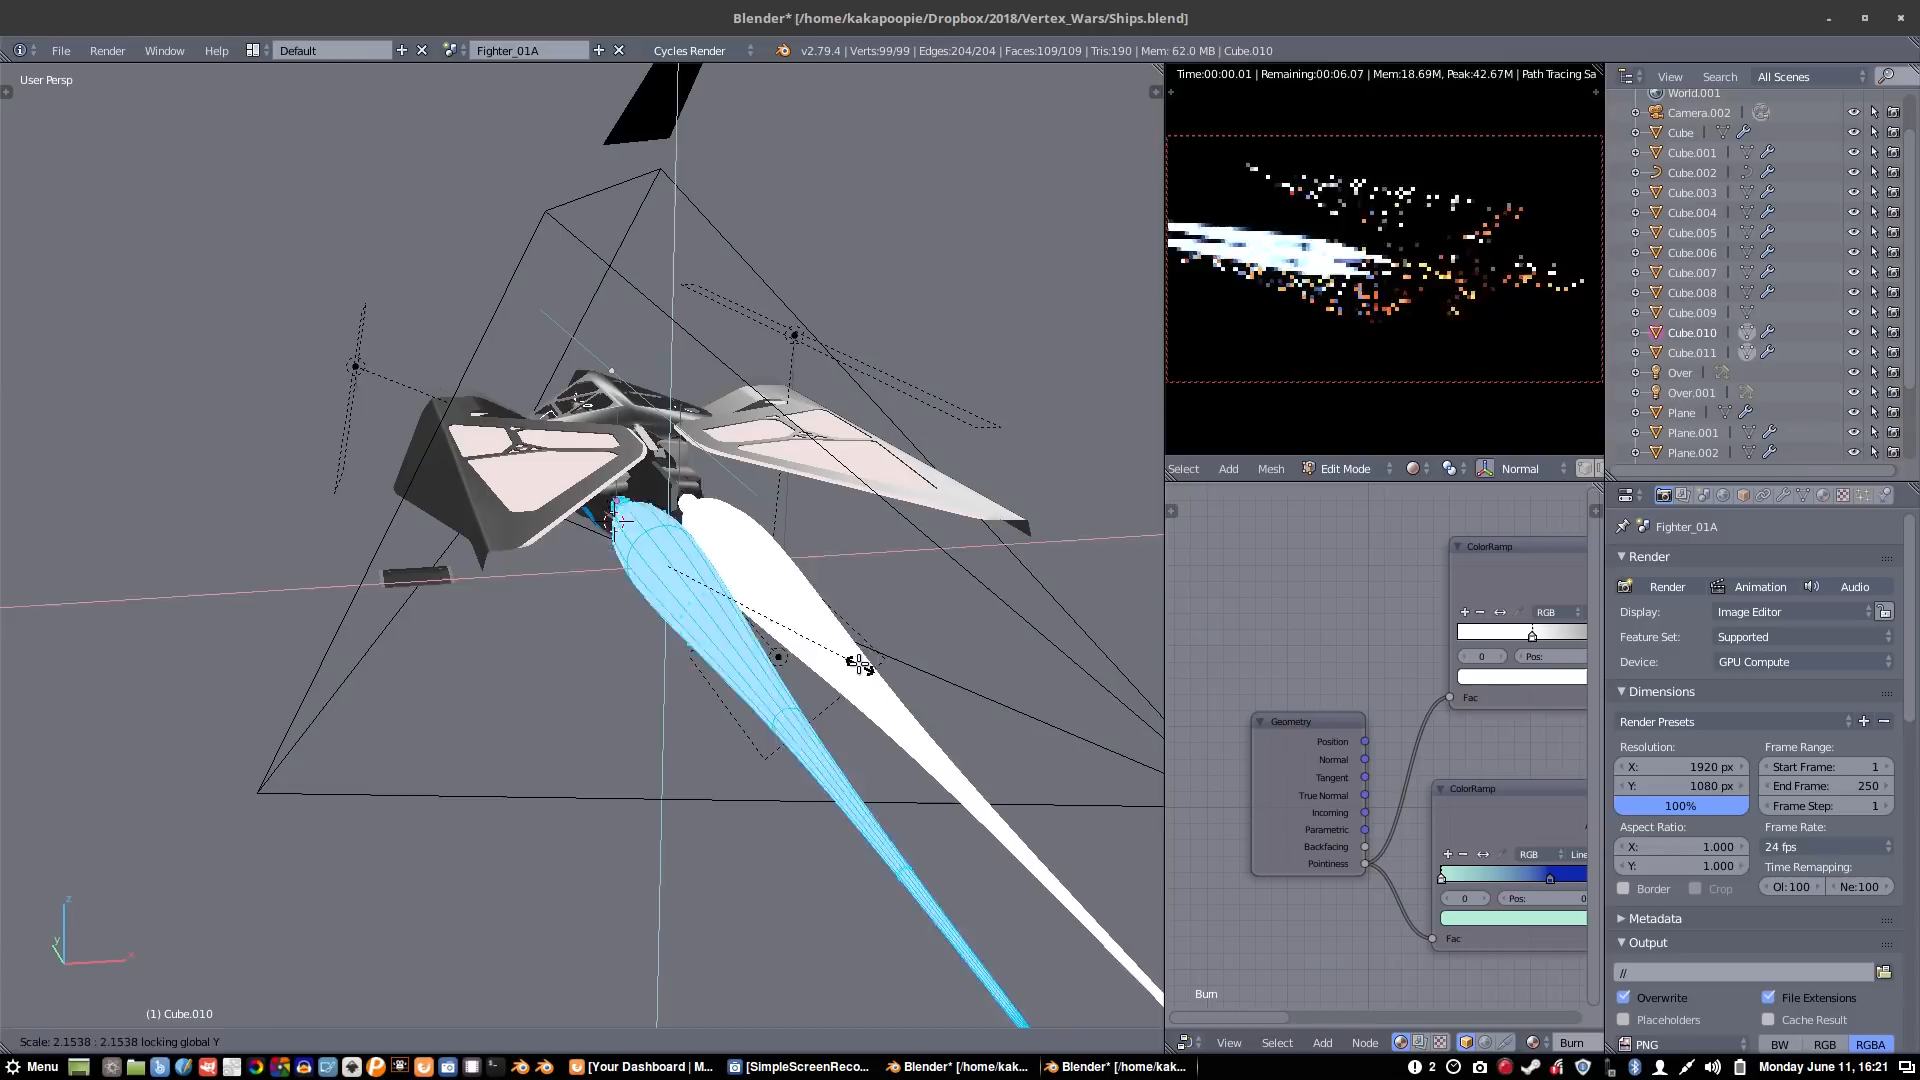 Blender* [/home/kakapoopie/Dropbox/2018/Vertex_Wars/Ships.blend]
File Render Window Help Default Fighter_01A Cycles Render v2.79.4 | Verts:99/99 | Edges:204/204 | Faces:109/109 | Tris:190 | Mem: 62.0 MB | Cube.010
User Persp
Time:00:00.01 | Remaining:00:06.07 | Mem:18.69M, Peak:42.67M | Path Tracing Sa
View Search All Scenes
World.001
Camera.002
Cube
Cube.001
Cube.002
Cube.003
Cube.004
Cube.005
Cube.006
Cube.007
Cube.008
Cube.009
Cube.010
Cube.011
Over
Over.001
Plane
Plane.001
Plane.002
Select Add Mesh Edit Mode Normal
Fighter_01A
Render
Render Animation Audio
Display: Image Editor
Feature Set: Supported
Device: GPU Compute
Dimensions
Render Presets
Resolution: Frame Range:
X: 1920 px Start Frame: 1
Y: 1080 px End Frame: 250
100% Frame Step: 1
Aspect Ratio: Frame Rate:
X: 1.000 24 fps
Y: 1.000 Time Remapping:
Border Crop Ol:100 Ne:100
Metadata
Output
//
Overwrite File Extensions
Placeholders Cache Result
PNG BW RGB RGBA
ColorRamp
RGB
0 Pos:
Fac
Geometry
Position
Normal
Tangent
True Normal
Incoming
Parametric
Backfacing
Pointiness
ColorRamp
RGB Line
0 Pos: 0
Fac
Burn
View Select Add Node Burn
z
y
x
(1) Cube.010
Scale: 2.1538 : 2.1538 locking global Y
Menu [Your Dashboard | M... [SimpleScreenReco... Blender* [/home/kak... Blender* [/home/kak... 2 Monday June 11, 16:21